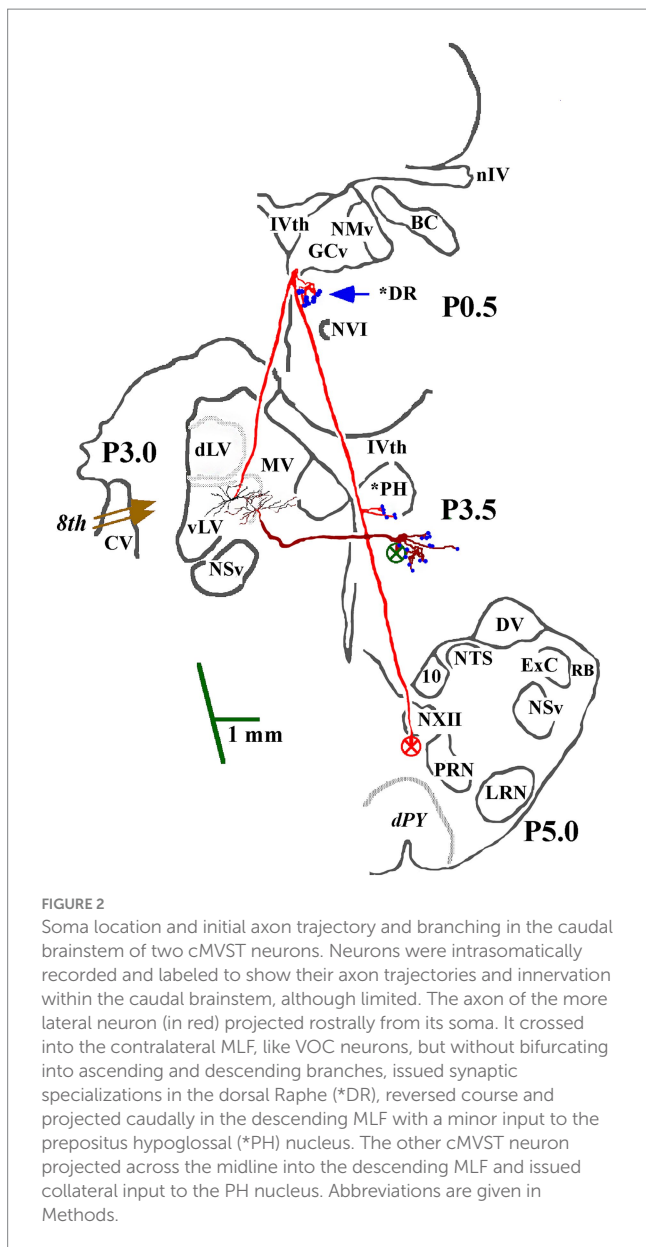 nIV
IVth
NMv
BC
GCv
*DR
P0.5
NVI
P3.0
dLV
MV
IVth
*PH
8th
CV
vLV
P3.5
NSv
DV
NTS
ExC
RB
10
NSv
NXII
1 mm
PRN
LRN
dPY
P5.0
FIGURE 2
Soma location and initial axon trajectory and branching in the caudal
brainstem of two cMVST neurons. Neurons were intrasomatically
recorded and labeled to show their axon trajectories and innervation
within the caudal brainstem, although limited. The axon of the more
lateral neuron (in red) projected rostrally from its soma. It crossed
into the contralateral MLF, like VOC neurons, but without bifurcating
into ascending and descending branches, issued synaptic
specializations in the dorsal Raphe (*DR), reversed course and
projected caudally in the descending MLF with a minor input to the
prepositus hypoglossal (*PH) nucleus. The other cMVST neuron
projected across the midline into the descending MLF and issued
collateral input to the PH nucleus. Abbreviations are given in
Methods.